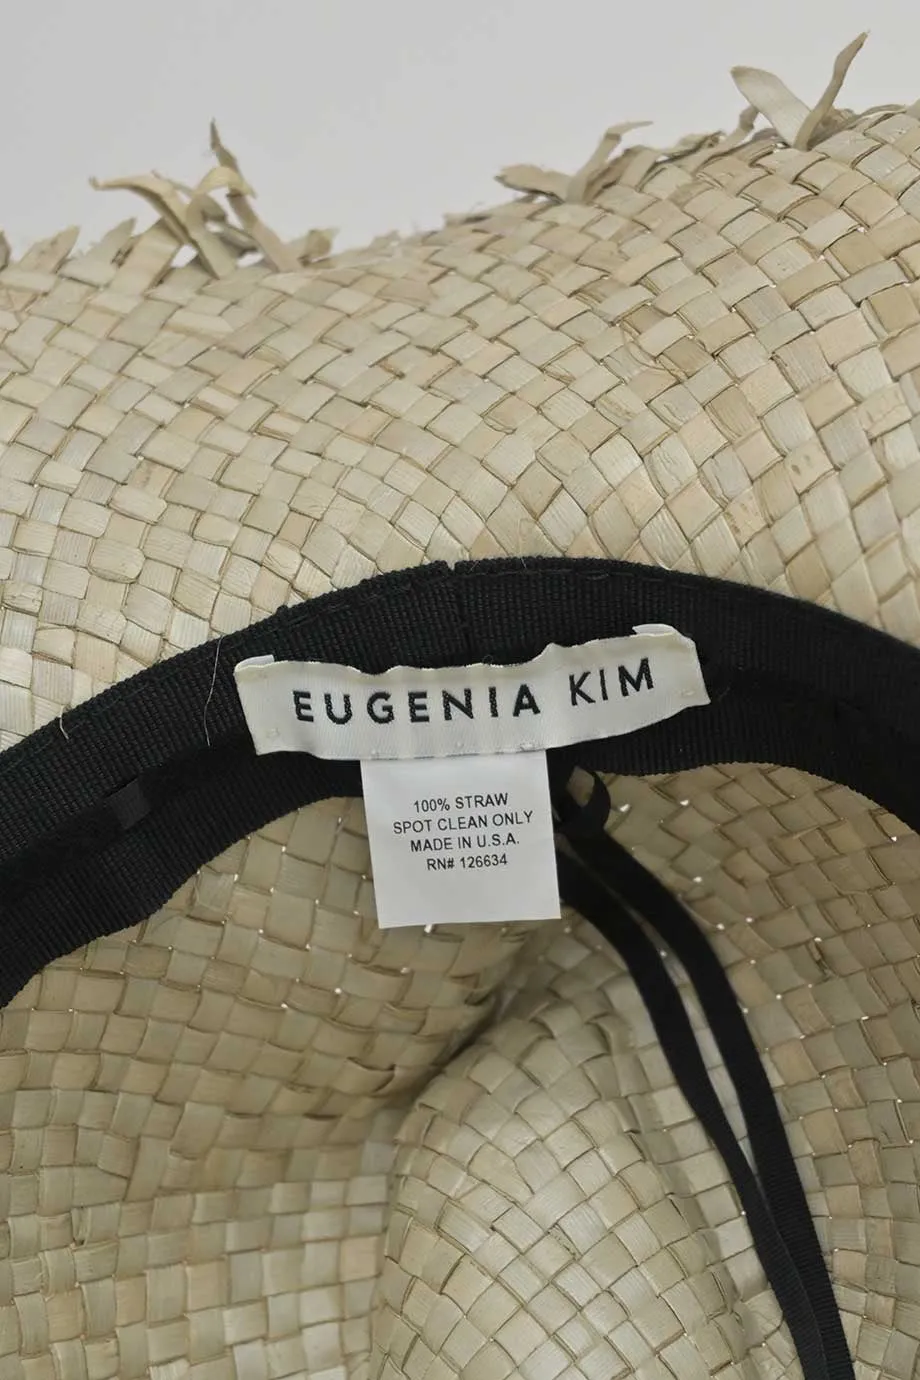 EUGENIA KIM
100% STRAW
SPOT CLEAN ONLY
MADE IN U.S.A.
RN# 126634